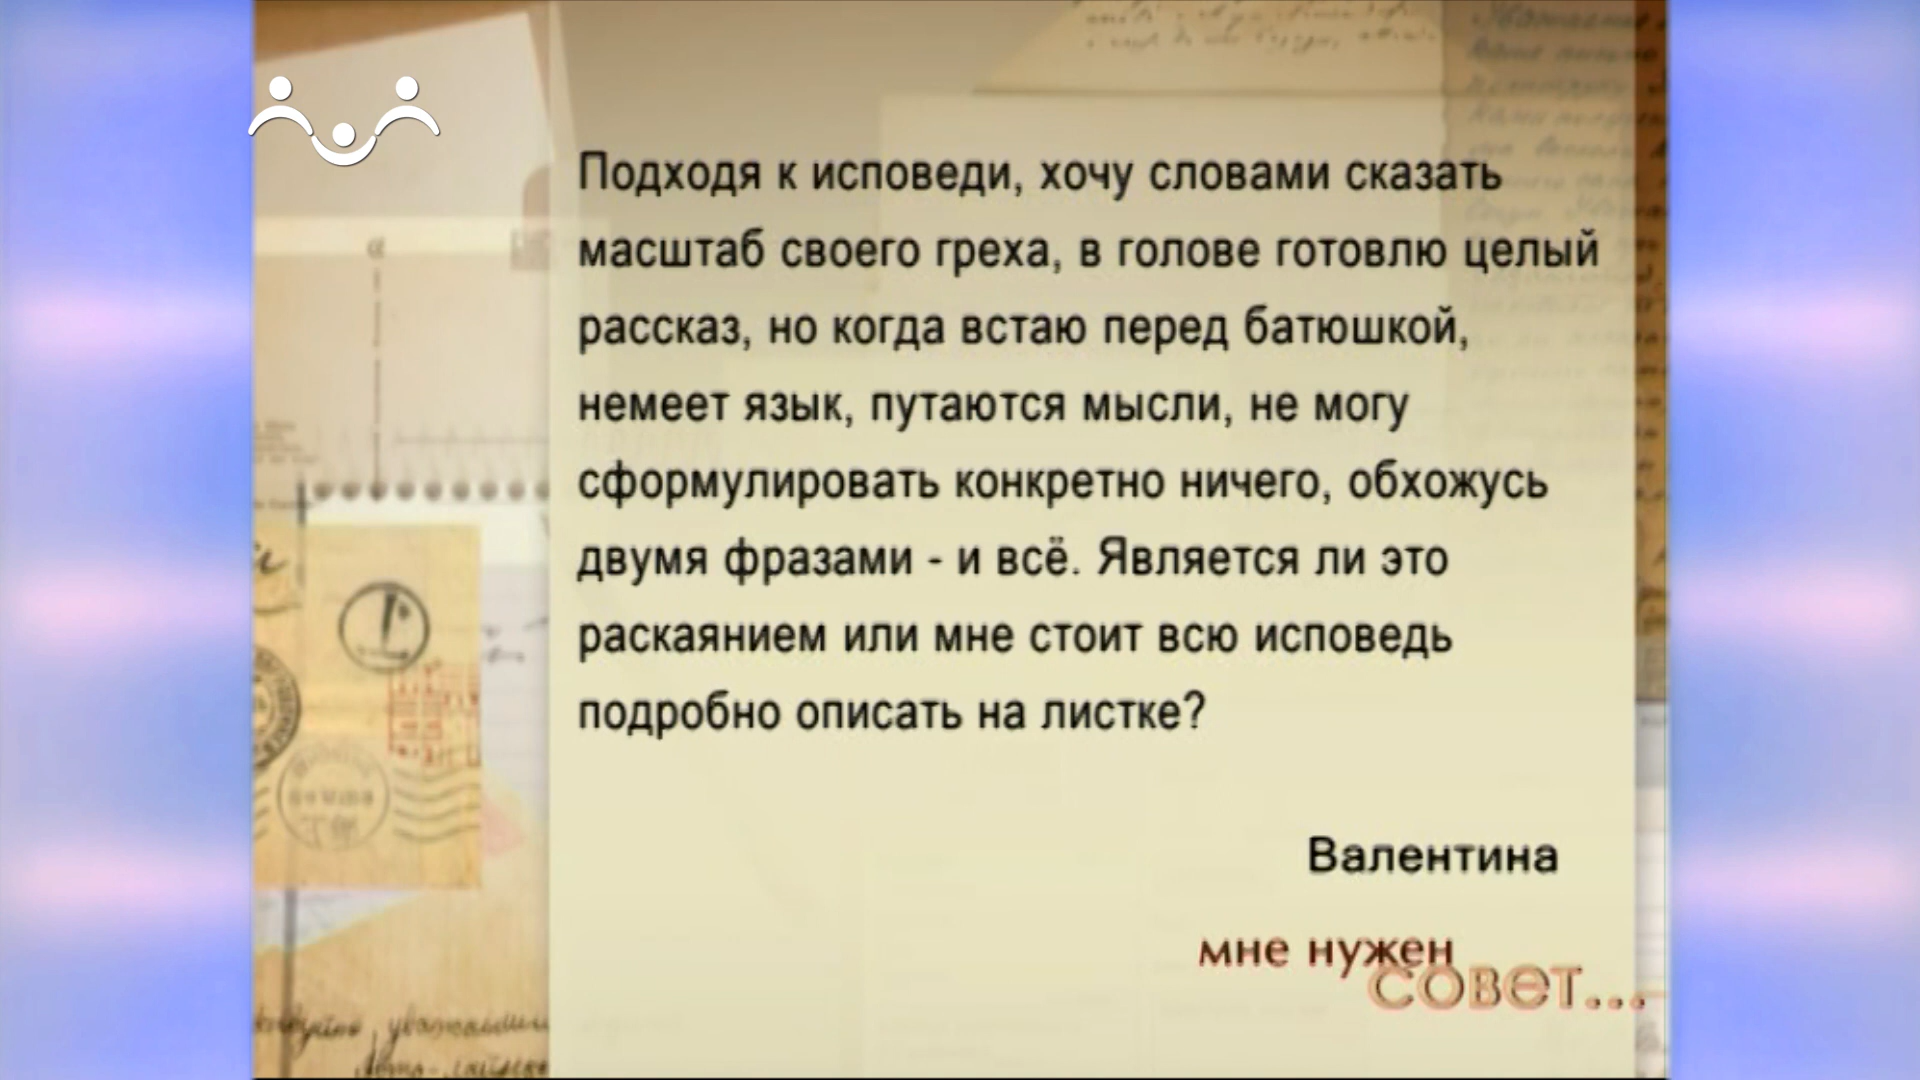 Подходя к исповеди, хочу словами сказать
масштаб своего греха, в голове готовлю целый
рассказ, но когда встаю перед батюшкой,
немеет язык, путаются мысли, не могу
сформулировать конкретно ничего, обхожусь
двумя фразами - и всё. Является ли это
раскаянием или мне стоит всю исповедь
подробно описать на листке?
Валентина
мне нужен
совет...